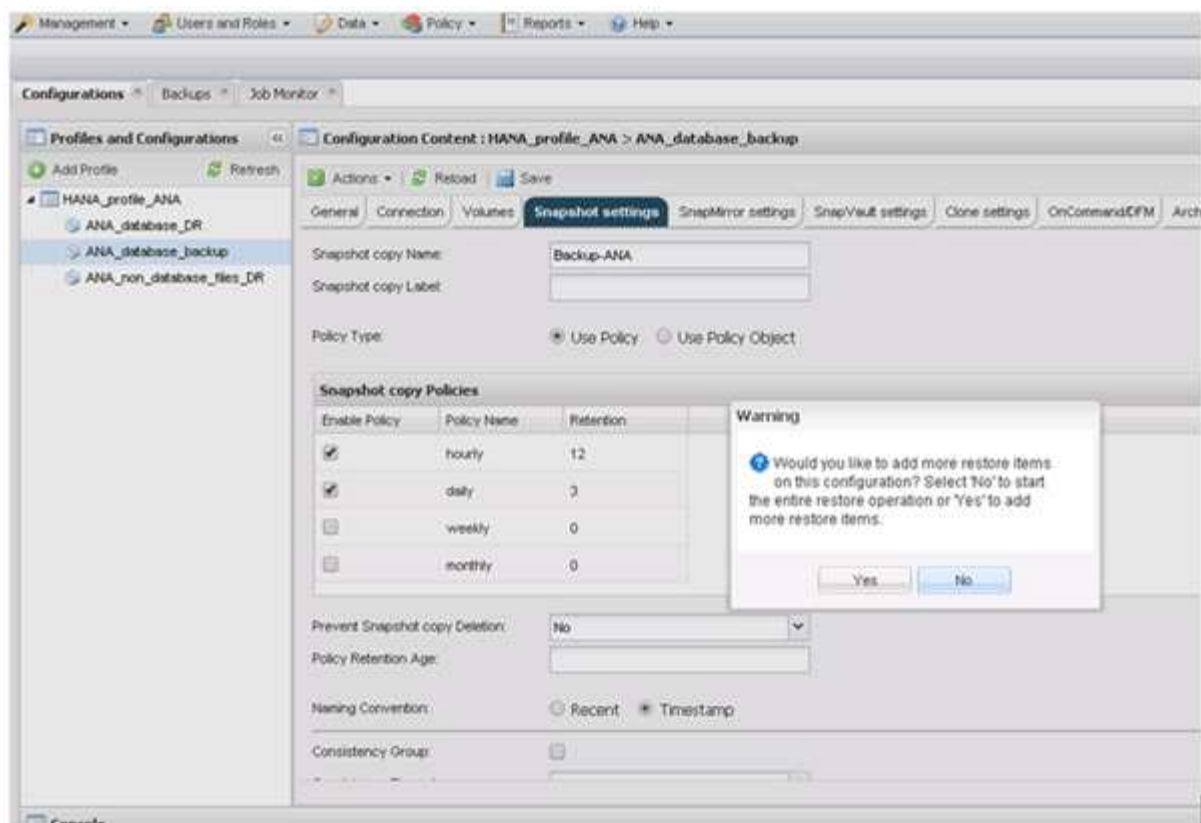 Management Users and Roles Data Policy Reports Help
Configurations Backups Job Monitor
Profiles and Configurations
Configuration Content : HANA_profile_ANA > ANA_database_backup
Add Profile Refresh
Actions Reload Save
HANA_profile_ANA
ANA_database_DR
ANA_database_backup
ANA_non_database_files_DR
General Connection Volumes Snapshot settings SnapMirror settings SnapVault settings Clone settings OnCommand/DFM Arch
Snapshot copy Name: Backup-ANA
Snapshot copy Label:
Policy Type: Use Policy Use Policy Object
Snapshot copy Policies
Enable Policy Policy Name Retention
hourly 12
daily 3
weekly 0
monthly 0
Warning
Would you like to add more restore items
on this configuration? Select 'No' to start
the entire restore operation or 'Yes' to add
more restore items.
Yes No
Prevent Snapshot copy Deletion: No
Policy Retention Age:
Naming Convention: Recent Timestamp
Consistency Group:
Console